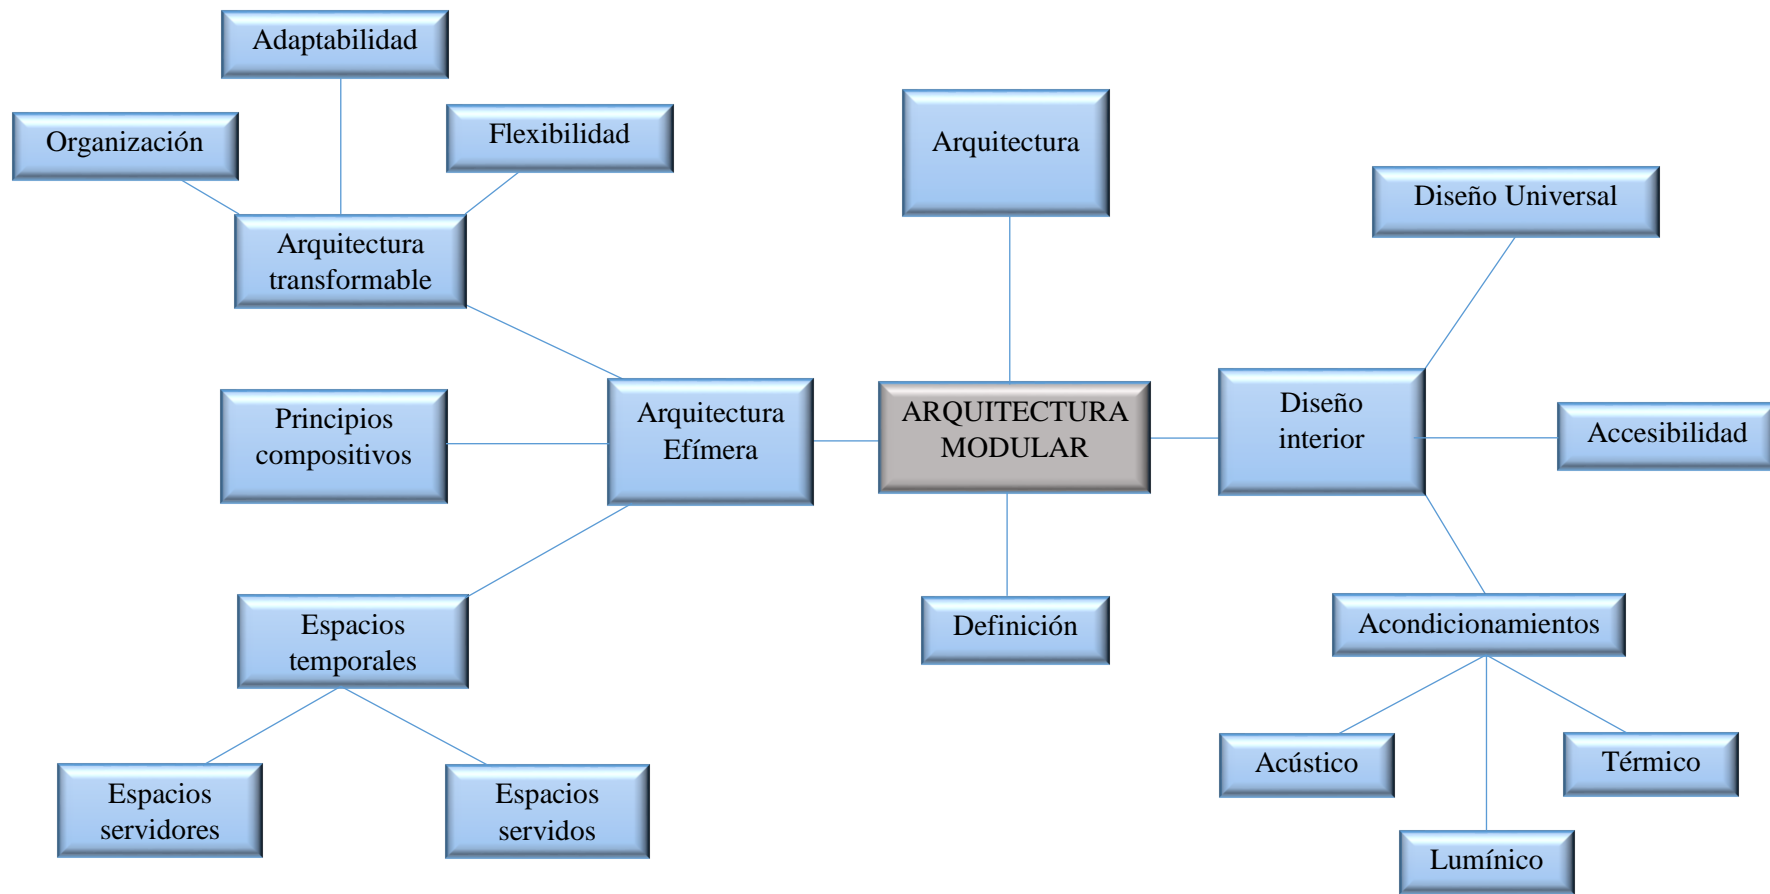 Adaptabilidad
Organización
Flexibilidad
Arquitectura
Diseño Universal
Arquitectura
transformable
Principios
compositivos
Arquitectura
Efímera
ARQUITECTURA
MODULAR
Diseño
interior
Accesibilidad
Espacios
temporales
Definición
Acondicionamientos
Espacios
servidores
Espacios
servidos
Acústico
Térmico
Lumínico